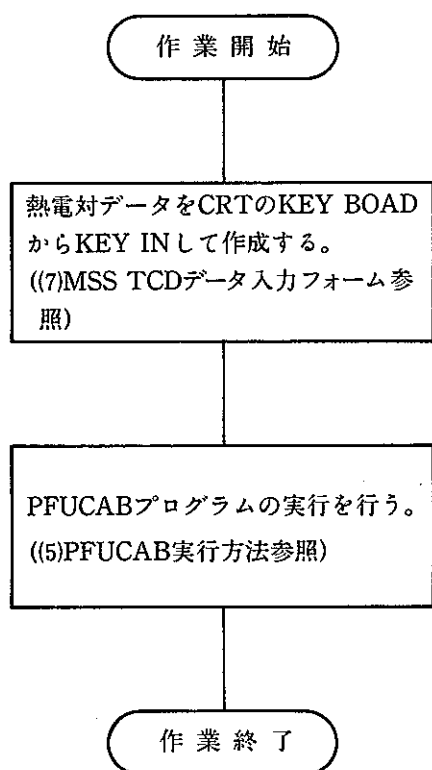 作業開始
熱電対データをCRTのKEY BOAD
からKEY INして作成する。
((7)MSS TCDデータ入力フォーム参
照)
PFUCABプログラムの実行を行う。
((5)PFUCAB実行方法参照)
作業終了